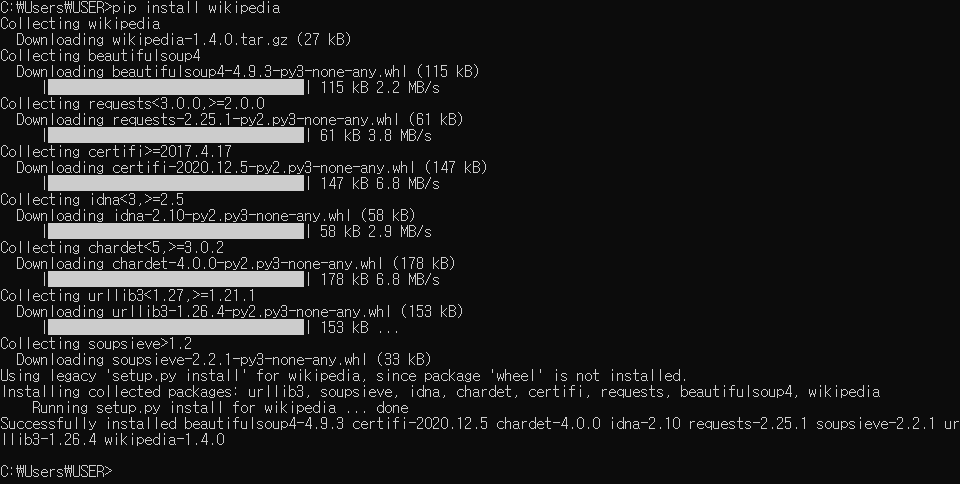 C:₩Users₩USER>pip install wikipedia
Collecting wikipedia
  Downloading wikipedia-1.4.0.tar.gz (27 kB)
Collecting beautifulsoup4
  Downloading beautifulsoup4-4.9.3-py3-none-any.whl (115 kB)
     |████████████████████████████████| 115 kB 2.2 MB/s
Collecting requests<3.0.0,>=2.0.0
  Downloading requests-2.25.1-py2.py3-none-any.whl (61 kB)
     |████████████████████████████████| 61 kB 3.8 MB/s
Collecting certifi>=2017.4.17
  Downloading certifi-2020.12.5-py2.py3-none-any.whl (147 kB)
     |████████████████████████████████| 147 kB 6.8 MB/s
Collecting idna<3,>=2.5
  Downloading idna-2.10-py2.py3-none-any.whl (58 kB)
     |████████████████████████████████| 58 kB 2.9 MB/s
Collecting chardet<5,>=3.0.2
  Downloading chardet-4.0.0-py2.py3-none-any.whl (178 kB)
     |████████████████████████████████| 178 kB 6.8 MB/s
Collecting urllib3<1.27,>=1.21.1
  Downloading urllib3-1.26.4-py2.py3-none-any.whl (153 kB)
     |████████████████████████████████| 153 kB ...
Collecting soupsieve>1.2
  Downloading soupsieve-2.2.1-py3-none-any.whl (33 kB)
Using legacy 'setup.py install' for wikipedia, since package 'wheel' is not installed.
Installing collected packages: urllib3, soupsieve, idna, chardet, certifi, requests, beautifulsoup4, wikipedia
    Running setup.py install for wikipedia ... done
Successfully installed beautifulsoup4-4.9.3 certifi-2020.12.5 chardet-4.0.0 idna-2.10 requests-2.25.1 soupsieve-2.2.1 ur
llib3-1.26.4 wikipedia-1.4.0
C:₩Users₩USER>